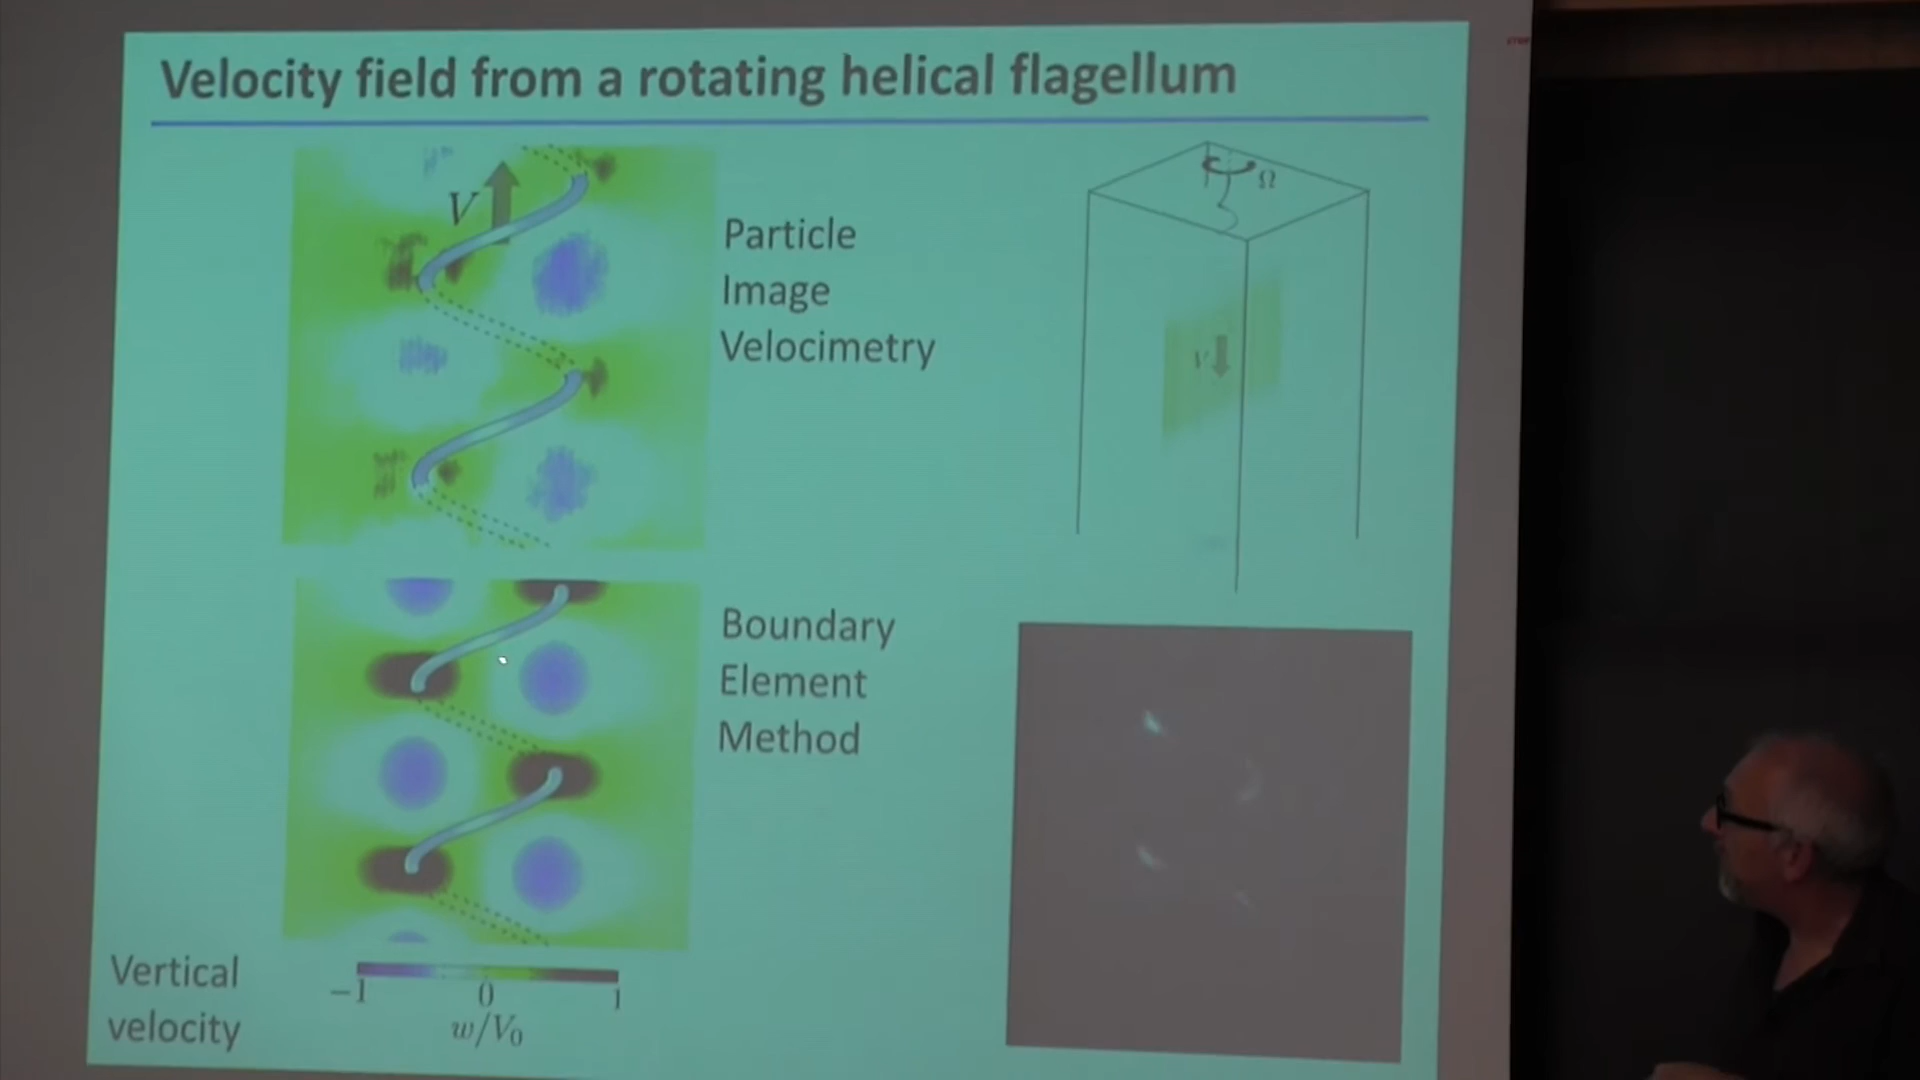 Velocity field from a rotating helical flagellum
V
Particle
Image
Velocimetry
Ω
V
Boundary
Element
Method
Vertical
velocity
−1 0 1
w/V₀